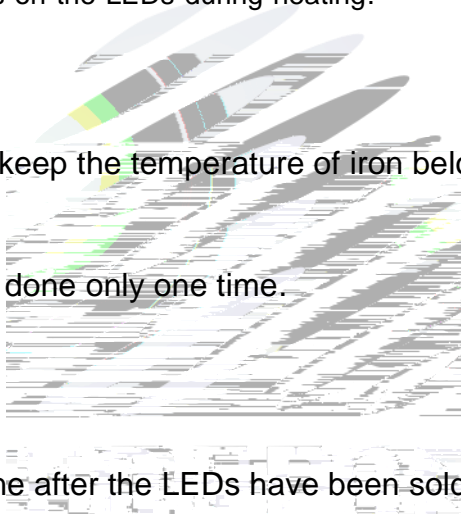 s on the LEDs during heating.
keep the temperature of iron belo
done only one time.
ne after the LEDs have been sold